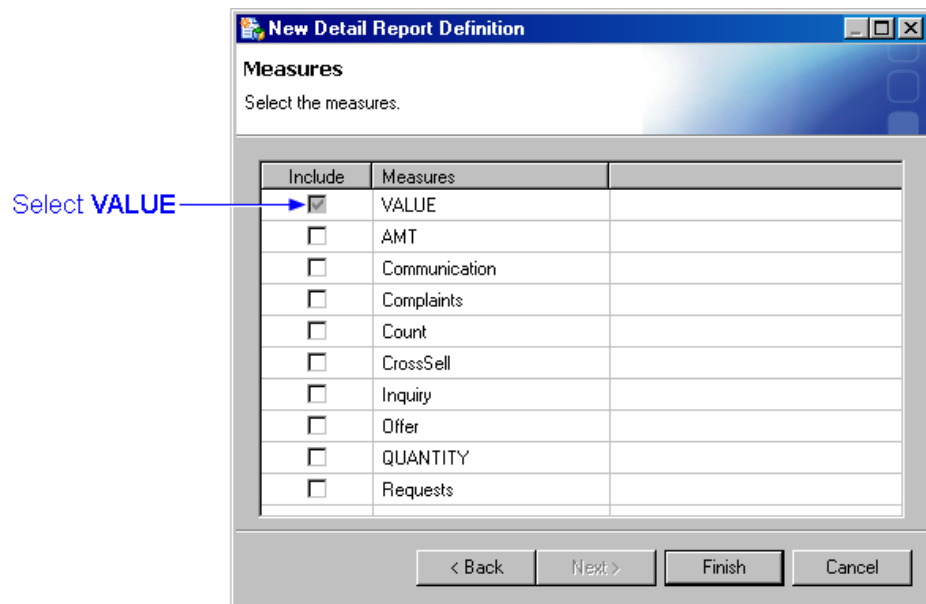 New Detail Report Definition
Measures
Select the measures.
Include Measures
Select VALUE VALUE
AMT
Communication
Complaints
Count
CrossSell
Inquiry
Offer
QUANTITY
Requests
< Back Next > Finish Cancel